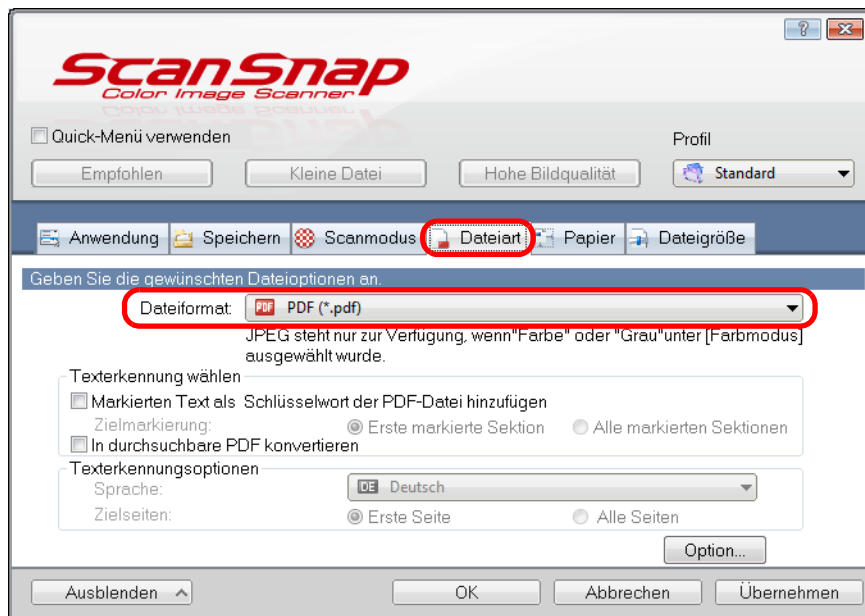 ScanSnap
Color Image Scanner
Quick-Menü verwenden
Profil
Empfohlen Kleine Datei Hohe Bildqualität Standard
Anwendung Speichern Scanmodus Dateiart Papier Dateigröße
Geben Sie die gewünschten Dateioptionen an.
Dateiformat: PDF PDF (*.pdf)
JPEG steht nur zur Verfügung, wenn"Farbe" oder "Grau"unter [Farbmodus]
ausgewählt wurde.
Texterkennung wählen
Markierten Text als Schlüsselwort der PDF-Datei hinzufügen
Zielmarkierung: Erste markierte Sektion Alle markierten Sektionen
In durchsuchbare PDF konvertieren
Texterkennungsoptionen
Sprache: DE Deutsch
Zielseiten: Erste Seite Alle Seiten
Option...
Ausblenden OK Abbrechen Übernehmen